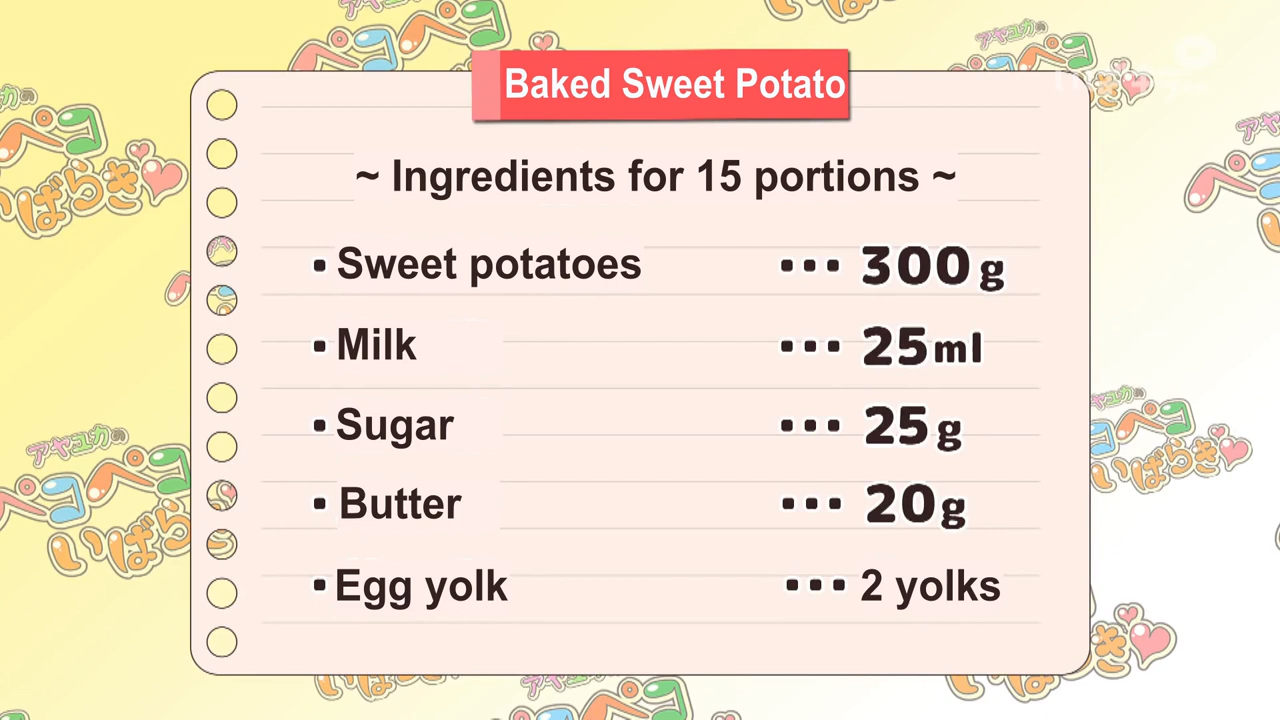 Baked Sweet Potato
~ Ingredients for 15 portions ~
・Sweet potatoes ・・・ 300g
・Milk ・・・ 25ml
・Sugar ・・・ 25g
・Butter ・・・ 20g
・Egg yolk ・・・ 2 yolks
アヤユカの
ペコペコ
いばらき